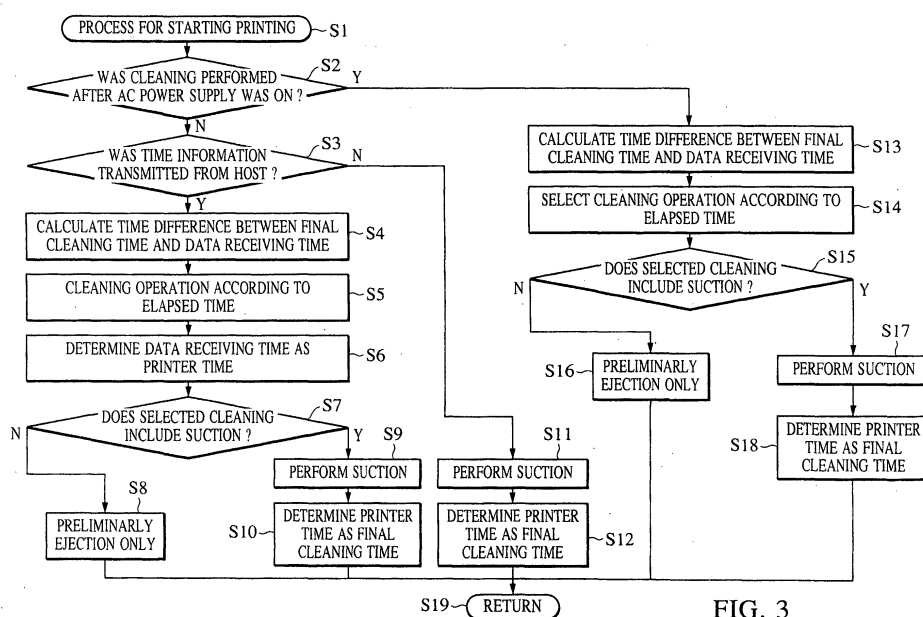 PROCESS FOR STARTING PRINTING
S1
WAS CLEANING PERFORMED
AFTER AC POWER SUPPLY WAS ON ?
S2
Y
N
WAS TIME INFORMATION
TRANSMITTED FROM HOST ?
S3
N
Y
CALCULATE TIME DIFFERENCE BETWEEN FINAL
CLEANING TIME AND DATA RECEIVING TIME
S4
CLEANING OPERATION ACCORDING TO
ELAPSED TIME
S5
DETERMINE DATA RECEIVING TIME AS
PRINTER TIME
S6
DOES SELECTED CLEANING
INCLUDE SUCTION ?
S7
N
Y
S8
PRELIMINARLY
EJECTION ONLY
S9
PERFORM SUCTION
S10
DETERMINE PRINTER
TIME AS FINAL
CLEANING TIME
S11
PERFORM SUCTION
DETERMINE PRINTER
TIME AS FINAL
CLEANING TIME
S12
CALCULATE TIME DIFFERENCE BETWEEN FINAL
CLEANING TIME AND DATA RECEIVING TIME
S13
SELECT CLEANING OPERATION ACCORDING TO
ELAPSED TIME
S14
DOES SELECTED CLEANING
INCLUDE SUCTION ?
S15
N
Y
S16
PRELIMINARLY
EJECTION ONLY
S17
PERFORM SUCTION
S18
DETERMINE PRINTER
TIME AS FINAL
CLEANING TIME
S19
RETURN
FIG. 3